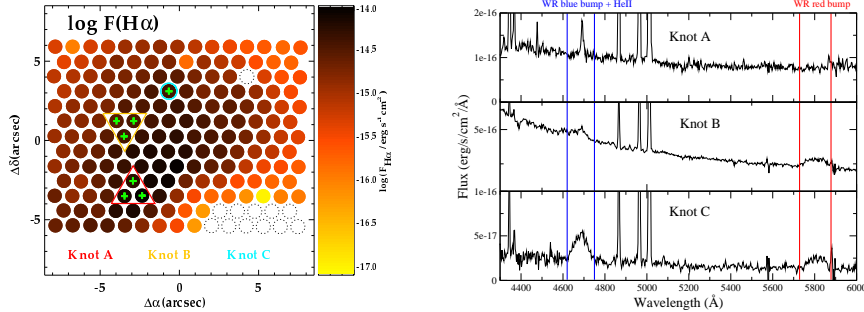 log F(Hα)
5
0
-5
Δδ(arcsec)
Knot A Knot B Knot C
-5 0 5
Δα(arcsec)
-14.0
-14.5
-15.0
-15.5
-16.0
-16.5
-17.0
log (F Hα / erg s⁻¹ cm⁻²)
WR blue bump + HeII WR red bump
2e-16
Knot A
1e-16
0
Knot B
5e-16
1e-16
Knot C
5e-17
0
Flux (erg/s/cm²/Å)
4400 4600 4800 5000 5200 5400 5600 5800 6000
Wavelength (Å)